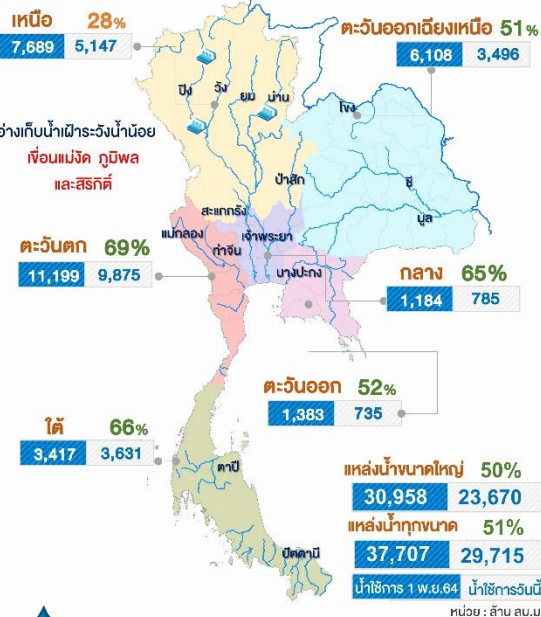 เหนือ 28%
7,689 5,147
ตะวันออกเฉียงเหนือ 51%
6,108 3,496
ปิง
วัง
ยม
น่าน
โขง
อ่างเก็บน้ำเฝ้าระวังน้ำน้อย
เขื่อนแม่งัด ภูมิพล
และสิริกิติ์
ป่าสัก
ชี
มูล
สะแกกรัง
แม่กลอง
เจ้าพระยา
ท่าจีน
บางปะกง
ตะวันตก 69%
11,199 9,875
กลาง 65%
1,184 785
ตะวันออก 52%
1,383 735
ใต้ 66%
3,417 3,631
ตาปี
ปัตตานี
แหล่งน้ำขนาดใหญ่ 50%
30,958 23,670
แหล่งน้ำทุกขนาด 51%
37,707 29,715
น้ำใช้การ 1 พ.ย.64 น้ำใช้การวันนี้
หน่วย : ล้าน ลบ.ม